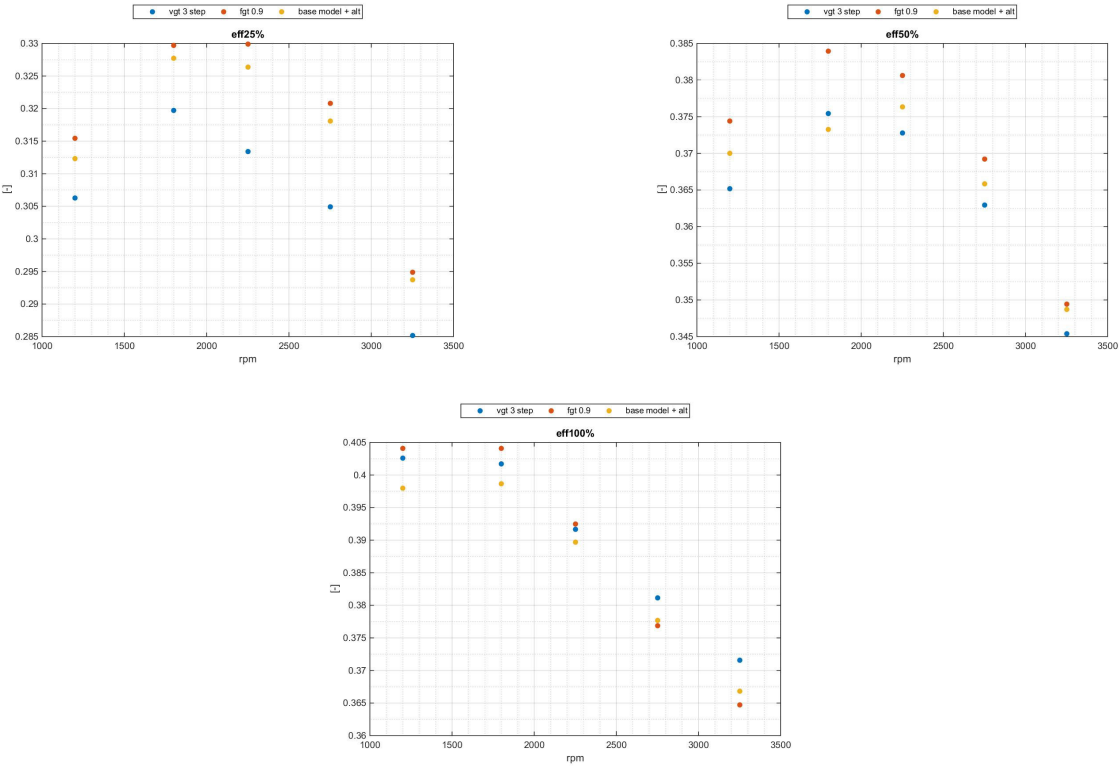 vgt 3 step fgt 0.9 base model + alt
eff25%
0.33
0.325
0.32
0.315
0.31
0.305
0.3
0.295
0.29
0.285
[-]
1000 1500 2000 2500 3000 3500
rpm
vgt 3 step fgt 0.9 base model + alt
eff50%
0.385
0.38
0.375
0.37
0.365
0.36
0.355
0.35
0.345
[-]
1000 1500 2000 2500 3000 3500
rpm
vgt 3 step fgt 0.9 base model + alt
eff100%
0.405
0.4
0.395
0.39
0.385
0.38
0.375
0.37
0.365
0.36
[-]
1000 1500 2000 2500 3000 3500
rpm